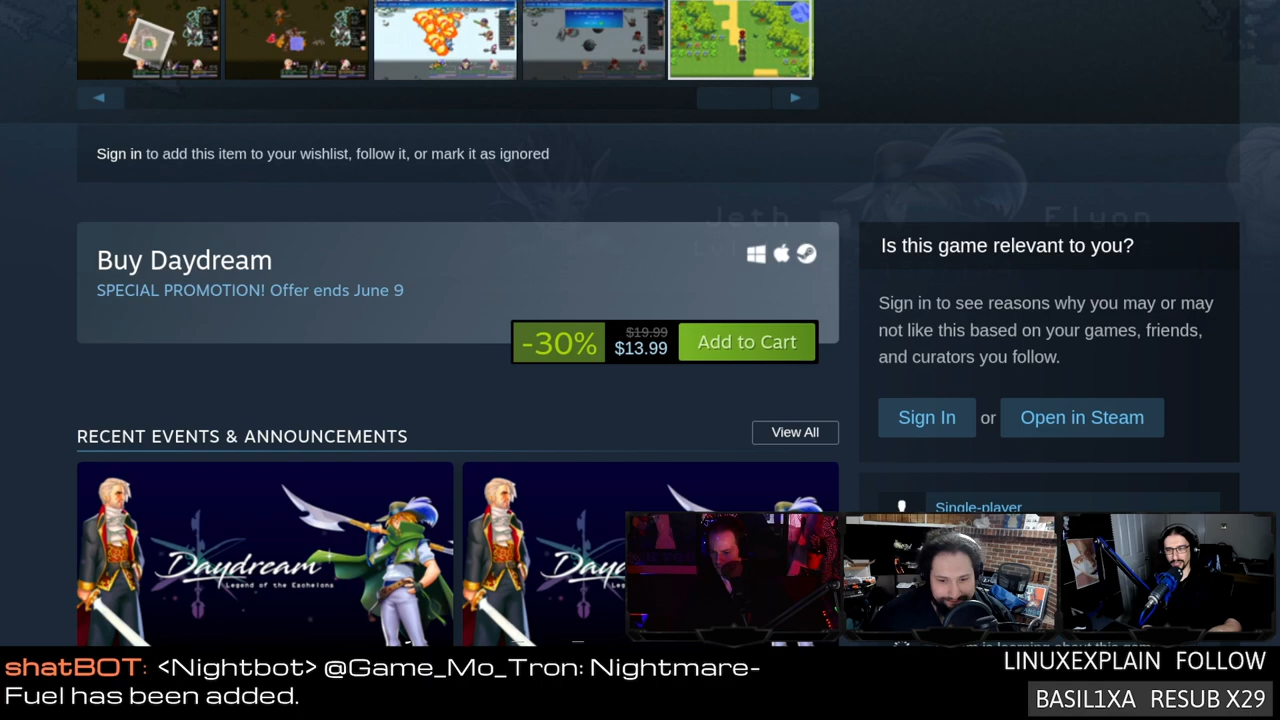 Sign in to add this item to your wishlist, follow it, or mark it as ignored
Jeth
Elyon
Buy Daydream
SPECIAL PROMOTION! Offer ends June 9
-30%
$19.99
$13.99
Add to Cart
Is this game relevant to you?
Sign in to see reasons why you may or may
not like this based on your games, friends,
and curators you follow.
Sign In or Open in Steam
RECENT EVENTS & ANNOUNCEMENTS
View All
Single-player
Daydream
Legend of the Eschelons
Dayd
Leg
shatBOT: <Nightbot> @Game_Mo_Tron: Nightmare-
Fuel has been added.
LINUXEXPLAIN FOLLOW
BASIL1XA RESUB X29